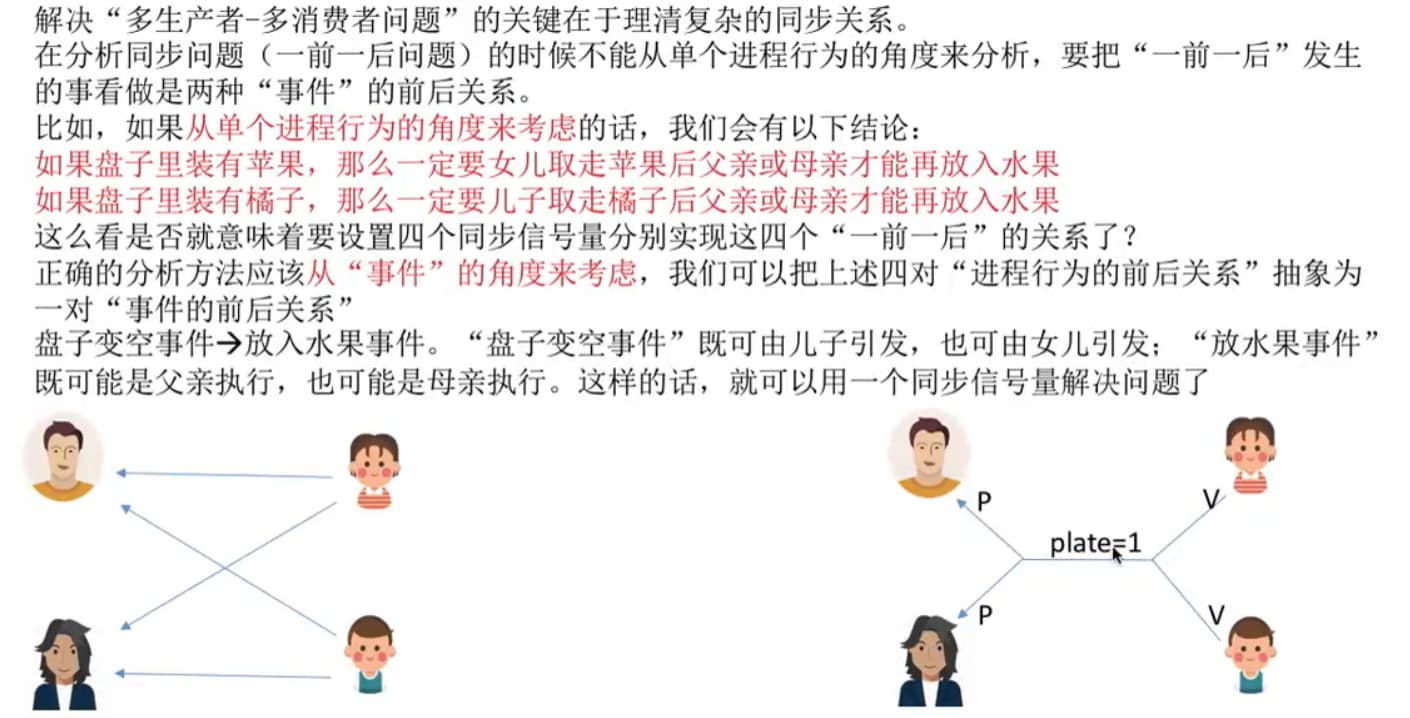 解决“多生产者-多消费者问题”的关键在于理清复杂的同步关系。
在分析同步问题（一前一后问题）的时候不能从单个进程行为的角度来分析，要把“一前一后”发生
的事看做是两种“事件”的前后关系。
比如，如果从单个进程行为的角度来考虑的话，我们会有以下结论：
如果盘子里装有苹果，那么一定要女儿取走苹果后父亲或母亲才能再放入水果
如果盘子里装有橘子，那么一定要儿子取走橘子后父亲或母亲才能再放入水果
这么看是否就意味着要设置四个同步信号量分别实现这四个“一前一后”的关系了？
正确的分析方法应该从“事件”的角度来考虑，我们可以把上述四对“进程行为的前后关系”抽象为
一对“事件的前后关系”
盘子变空事件→放入水果事件。“盘子变空事件”既可由儿子引发，也可由女儿引发；“放水果事件”
既可能是父亲执行，也可能是母亲执行。这样的话，就可以用一个同步信号量解决问题了
P
V
plate=1
P
V